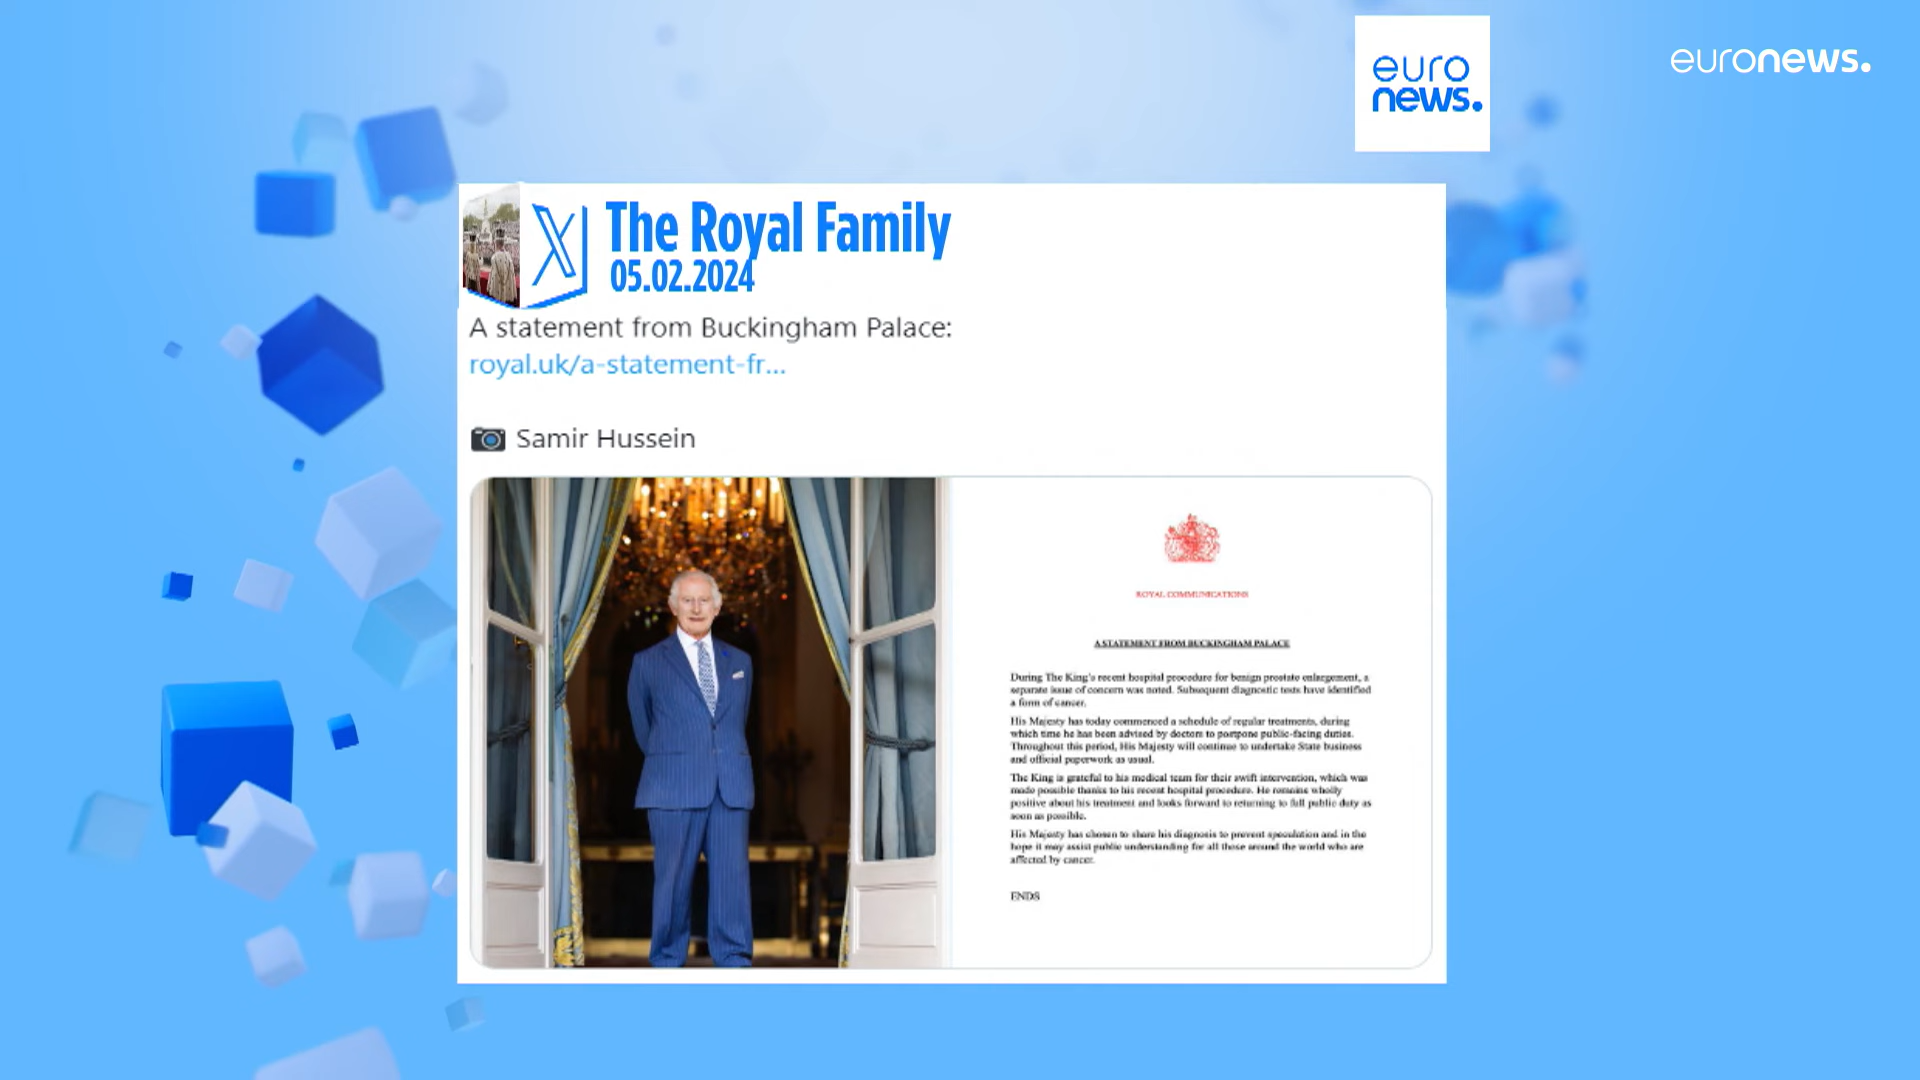 euro
news.
euronews.
The Royal Family
05.02.2024
A statement from Buckingham Palace:
royal.uk/a-statement-fr...
Samir Hussein
ROYAL COMMUNICATIONS
A STATEMENT FROM BUCKINGHAM PALACE
During The King's recent hospital procedure for benign prostate enlargement, a
separate issue of concern was noted. Subsequent diagnostic tests have identified
a form of cancer.
His Majesty has today commenced a schedule of regular treatments, during
which time he has been advised by doctors to postpone public-facing duties.
Throughout this period, His Majesty will continue to undertake State business
and official paperwork as usual.
The King is grateful to his medical team for their swift intervention, which was
made possible thanks to his recent hospital procedure. He remains wholly
positive about his treatment and looks forward to returning to full public duty as
soon as possible.
His Majesty has chosen to share his diagnosis to prevent speculation and in the
hope it may assist public understanding for all those around the world who are
affected by cancer.
ENDS